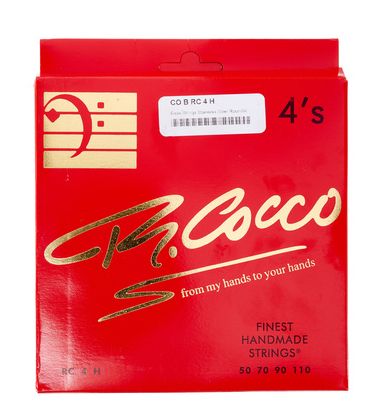 CO B RC 4 H
4's
R. Cocco
from my hands to your hands
FINEST
HANDMADE
STRINGS®
RC 4 H
50 70 90 110